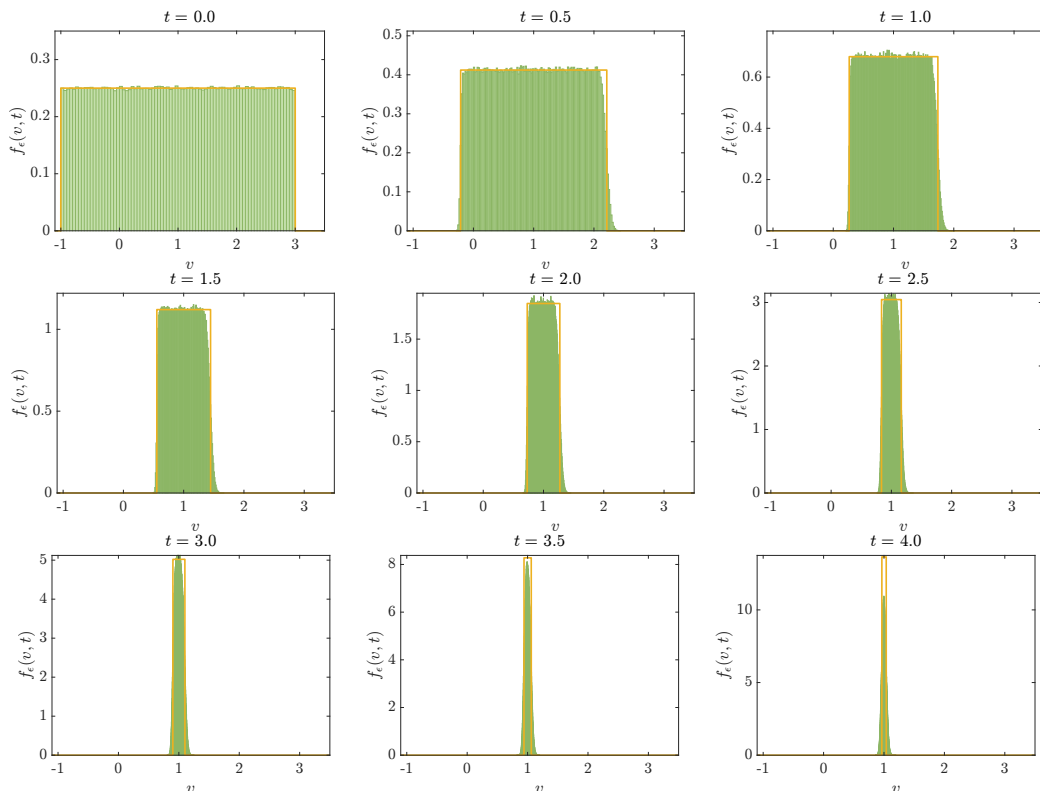 t = 0.0
0.3
0.2
0.1
0
f_ϵ(v, t)
-1 0 1 2 3
v
t = 0.5
0.5
0.4
0.3
0.2
0.1
0
f_ϵ(v, t)
-1 0 1 2 3
v
t = 1.0
0.6
0.4
0.2
0
f_ϵ(v, t)
-1 0 1 2 3
v
t = 1.5
1
0.5
0
f_ϵ(v, t)
-1 0 1 2 3
v
t = 2.0
1.5
1
0.5
0
f_ϵ(v, t)
-1 0 1 2 3
v
t = 2.5
3
2
1
0
f_ϵ(v, t)
-1 0 1 2 3
v
t = 3.0
5
4
3
2
1
0
f_ϵ(v, t)
-1 0 1 2 3
v
t = 3.5
8
6
4
2
0
f_ϵ(v, t)
-1 0 1 2 3
v
t = 4.0
10
5
0
f_ϵ(v, t)
-1 0 1 2 3
v